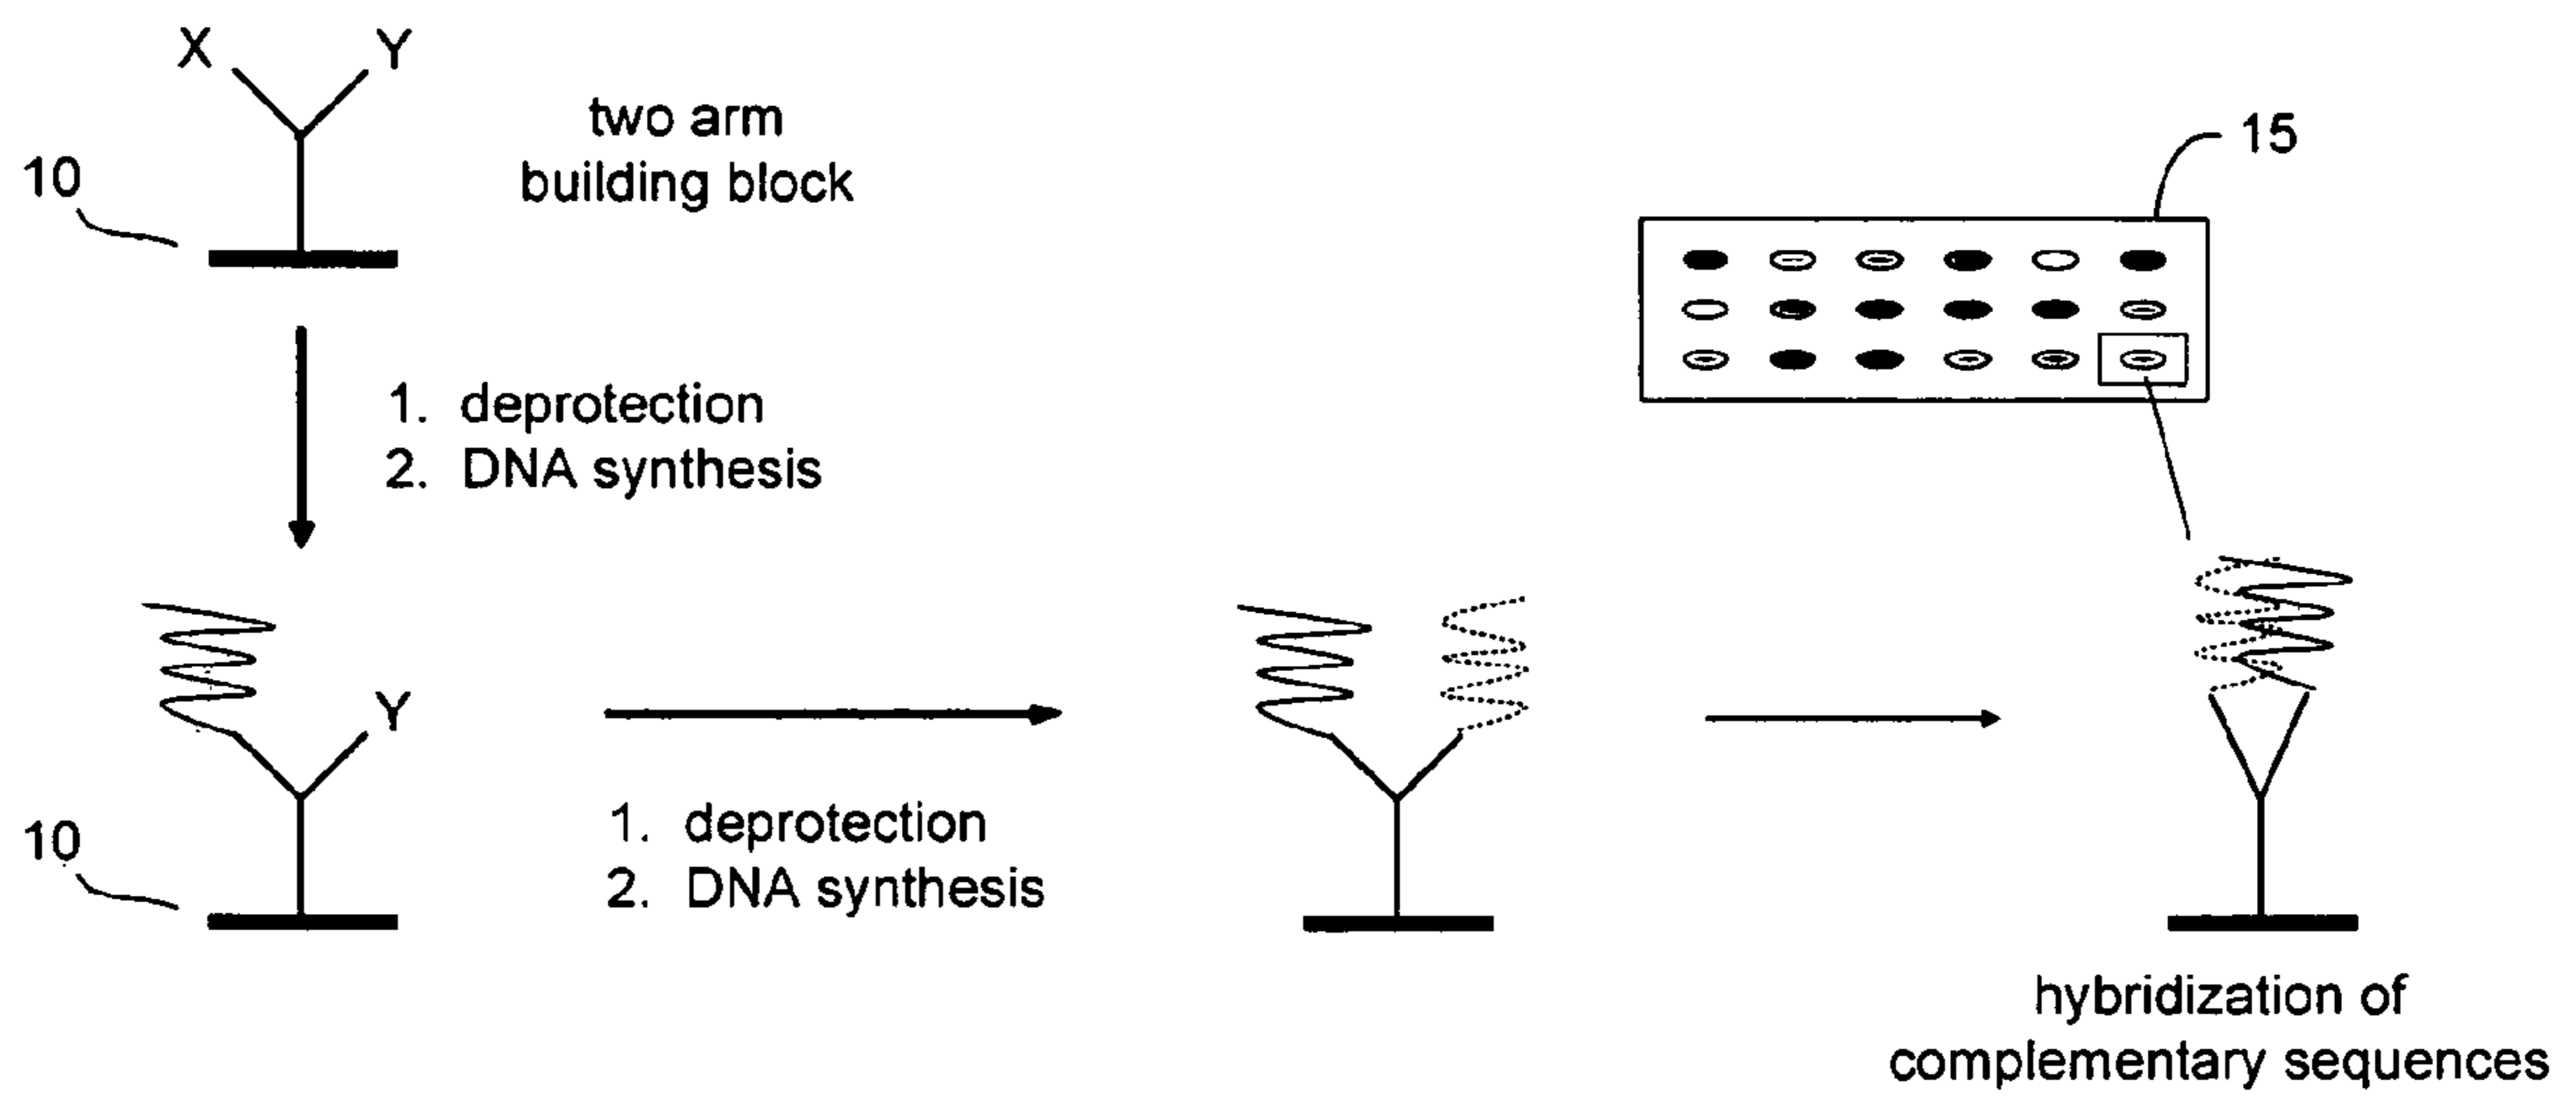 X Y
two arm
building block
10
15
1. deprotection
2. DNA synthesis
Y
10
1. deprotection
2. DNA synthesis
hybridization of
complementary sequences